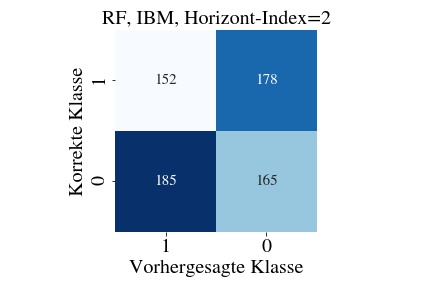 RF, IBM, Horizont-Index=2
Korrekte Klasse
1
152
178
0
185
165
1
0
Vorhergesagte Klasse